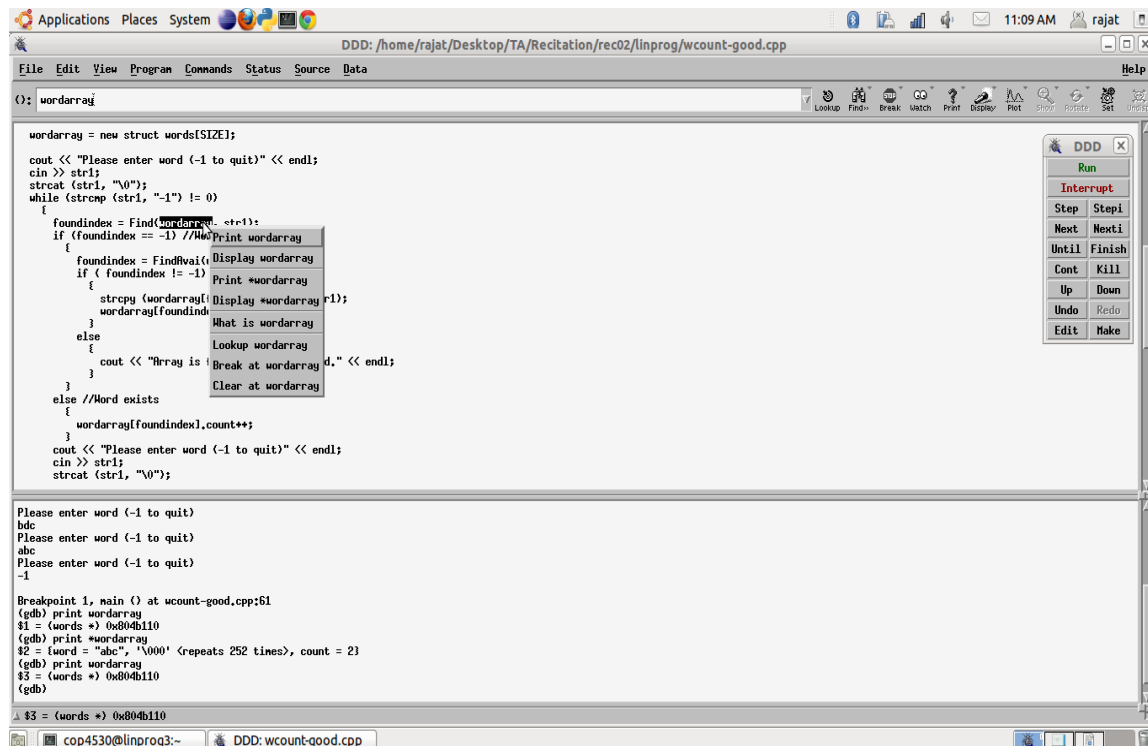 Applications Places System 11:09 AM rajat
DDD: /home/rajat/Desktop/TA/Recitation/rec02/linprog/wcount-good.cpp
File Edit View Program Commands Status Source Data Help
(): wordarray
Lookup Find» Break Watch Print Display Plot Show Rotate Set Undisp
wordarray = new struct words[SIZE];
cout << "Please enter word (-1 to quit)" << endl;
cin >> str1;
strcat (str1, "\0");
while (strcmp (str1, "-1") != 0)
{
foundindex = Find(wordarray, str1);
if (foundindex == -1) //Wo
{
foundindex = FindAvai(
if ( foundindex != -1)
{
strcpy (wordarray[ r1);
wordarray[foundind
}
else
{
cout << "Array is d." << endl;
}
}
else //Word exists
{
wordarray[foundindex].count++;
}
cout << "Please enter word (-1 to quit)" << endl;
cin >> str1;
strcat (str1, "\0");
Print wordarray
Display wordarray
Print *wordarray
Display *wordarray
What is wordarray
Lookup wordarray
Break at wordarray
Clear at wordarray
DDD
Run
Interrupt
Step Stepi
Next Nexti
Until Finish
Cont Kill
Up Down
Undo Redo
Edit Make
Please enter word (-1 to quit)
bdc
Please enter word (-1 to quit)
abc
Please enter word (-1 to quit)
-1
Breakpoint 1, main () at wcount-good.cpp:61
(gdb) print wordarray
$1 = (words *) 0x804b110
(gdb) print *wordarray
$2 = {word = "abc", '\000' <repeats 252 times>, count = 2}
(gdb) print wordarray
$3 = (words *) 0x804b110
(gdb)
$3 = (words *) 0x804b110
cop4530@linprog3:~ DDD: wcount-good.cpp